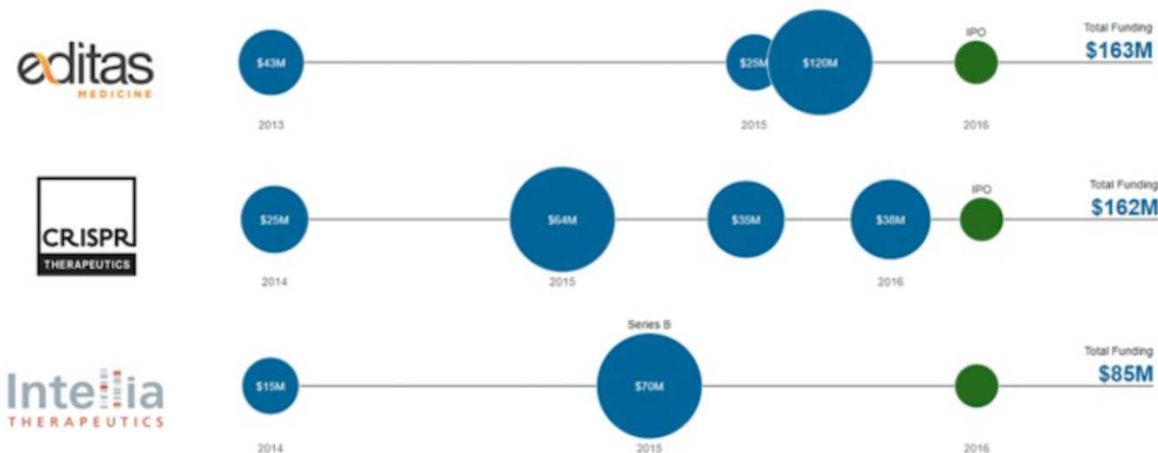 editas
MEDICINE
$43M
$25M
$120M
IPO
Total Funding
$163M
2013
2015
2016
CRISPR
THERAPEUTICS
$25M
$64M
$35M
$38M
IPO
Total Funding
$162M
2014
2015
2016
Intellia
THERAPEUTICS
$15M
Series B
$70M
Total Funding
$85M
2014
2015
2016